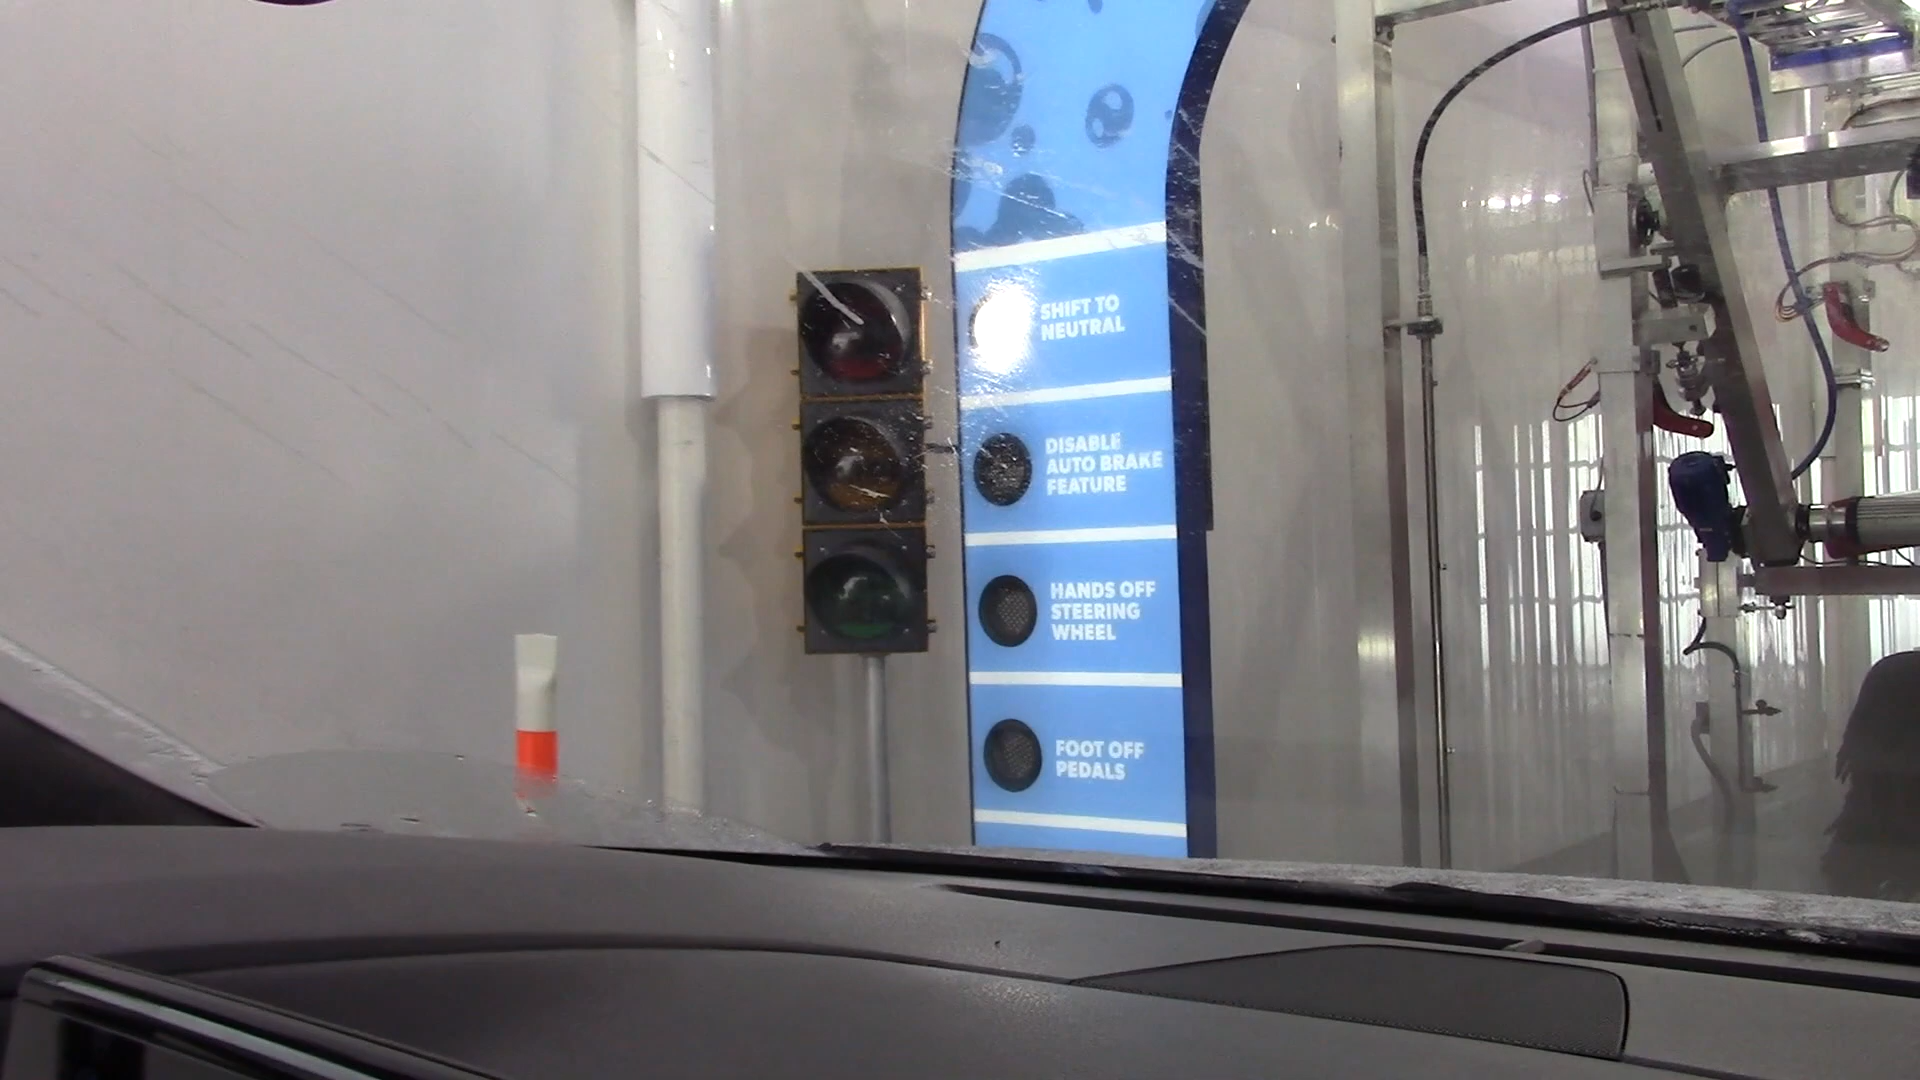 SHIFT TO
NEUTRAL
DISABLE
AUTO BRAKE
FEATURE
HANDS OFF
STEERING
WHEEL
FOOT OFF
PEDALS